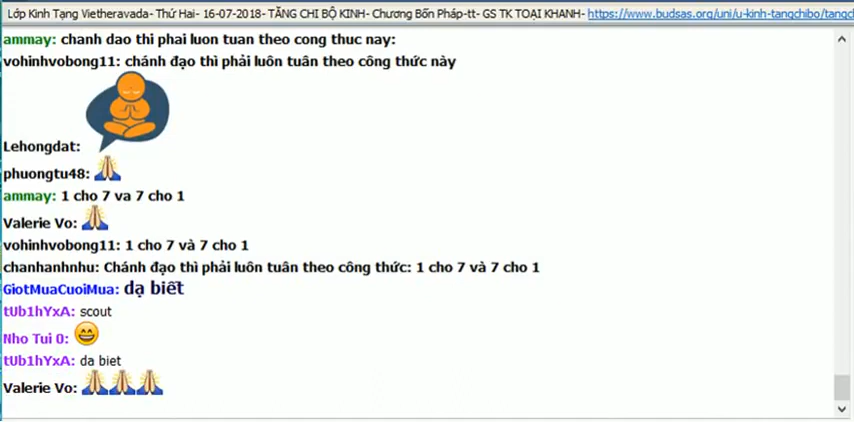 Lớp Kinh Tạng Vietheravada- Thứ Hai- 16-07-2018- TĂNG CHI BỘ KINH- Chương Bốn Pháp-tt- GS TK TOẠI KHANH- https://www.budsas.org/uni/u-kinh-tangchibo/tangc
ammay: chanh dao thi phai luon tuan theo cong thuc nay:
vohinhvobong11: chánh đạo thì phải luôn tuân theo công thức này
Lehongdat:
phuongtu48:
ammay: 1 cho 7 va 7 cho 1
Valerie Vo:
vohinhvobong11: 1 cho 7 và 7 cho 1
chanhanhnhu: Chánh đạo thì phải luôn tuân theo công thức: 1 cho 7 và 7 cho 1
GiotMuaCuoiMua: dạ biết
tUb1hYxA: scout
Nho Tui 0:
tUb1hYxA: da biet
Valerie Vo: